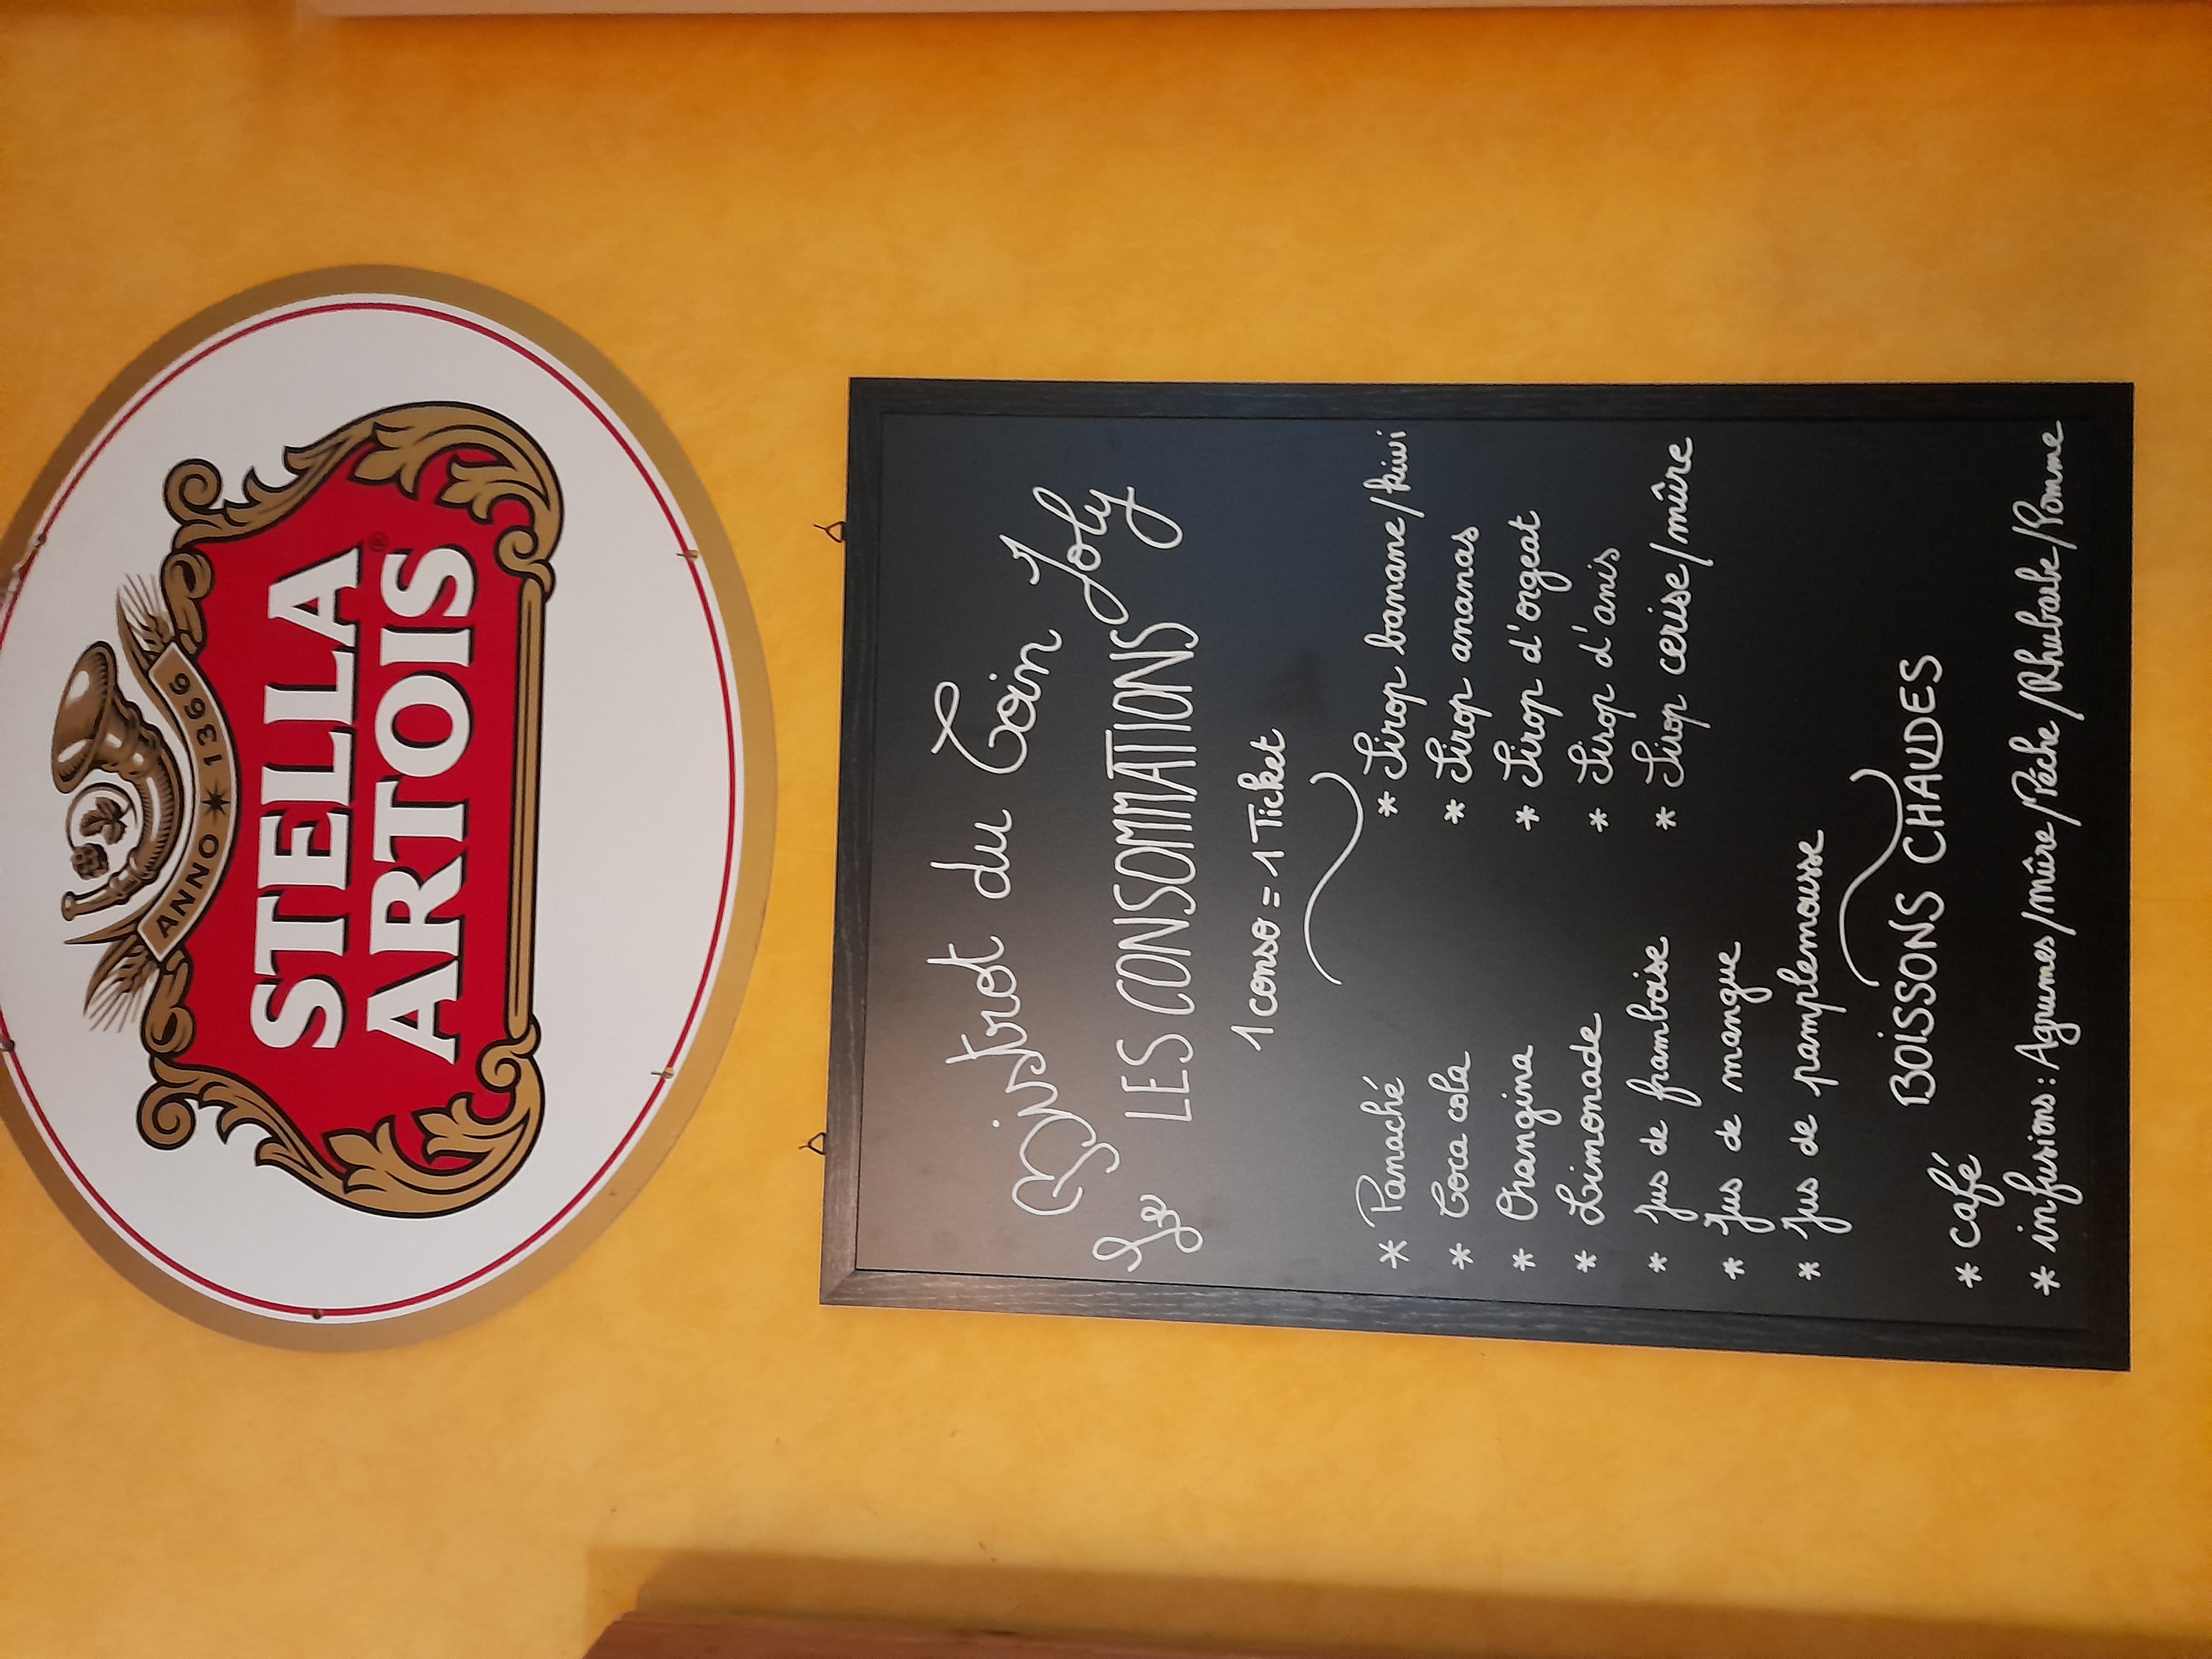 ANNO 1366
STELLA
ARTOIS®
Le Bistrot du Coin Joly
LES CONSOMMATIONS
1 conso = 1 Ticket
* Panaché
* Coca cola
* Orangina
* Limonade
* Jus de framboise
* Jus de mangue
* Jus de pamplemousse
* Sirop banane/kiwi
* Sirop ananas
* Sirop d'orgeat
* Sirop d'anis
* Sirop cerise/mûre
BOISSONS CHAUDES
* café
* infusions : Agrumes/mûre/Pêche/Rhubarbe/Pomme